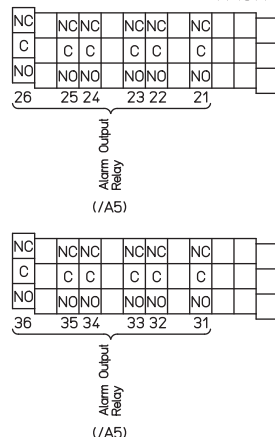 NC NC NC NC NC NC
C C C C C C
NO NO NO NO NO NO
26 25 24 23 22 21
Alarm Output
Relay
(/A5)
NC NC NC NC NC NC
C C C C C C
NO NO NO NO NO NO
36 35 34 33 32 31
Alarm Output
Relay
(/A5)